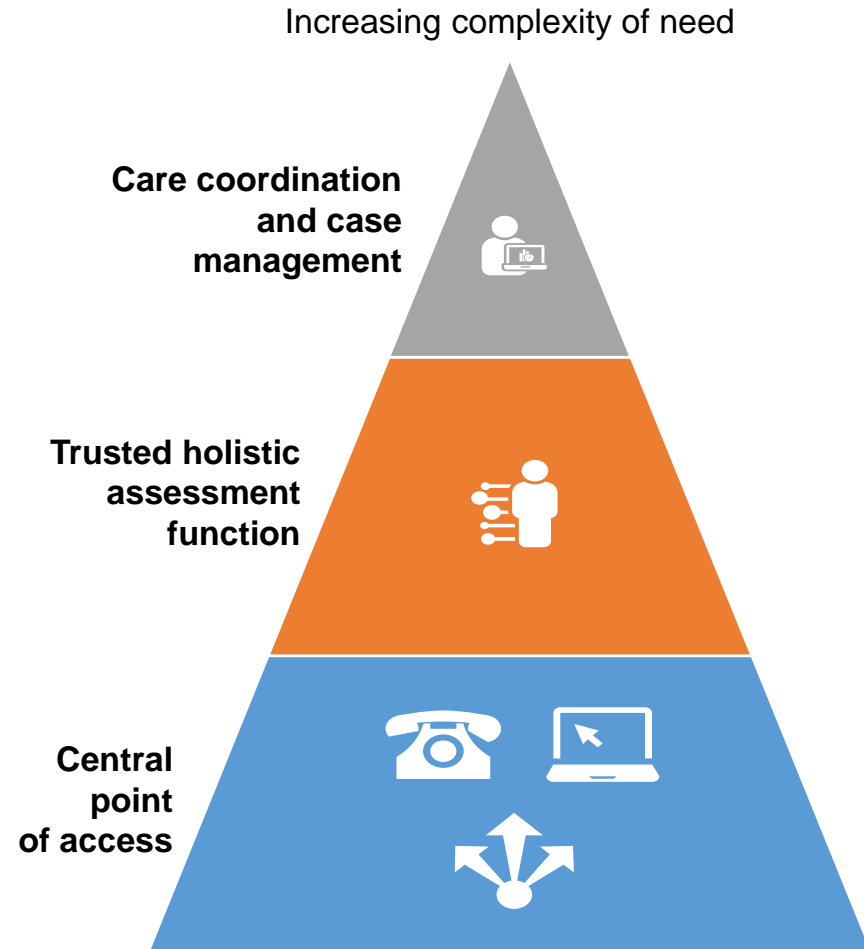 Increasing complexity of need
Care coordination
and case
management
Trusted holistic
assessment
function
Central
point
of access